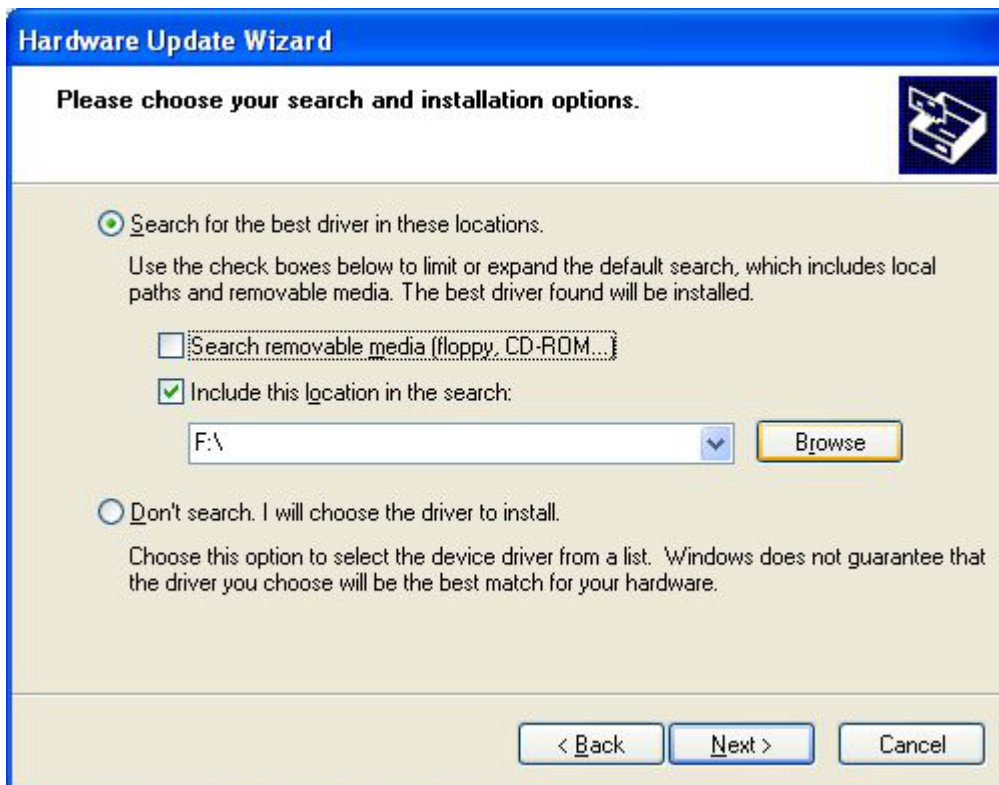 Hardware Update Wizard
Please choose your search and installation options.
Search for the best driver in these locations.
Use the check boxes below to limit or expand the default search, which includes local
paths and removable media. The best driver found will be installed.
Search removable media (floppy, CD-ROM...)
Include this location in the search:
F:\
Browse
Don't search. I will choose the driver to install.
Choose this option to select the device driver from a list.  Windows does not guarantee that
the driver you choose will be the best match for your hardware.
< Back
Next >
Cancel